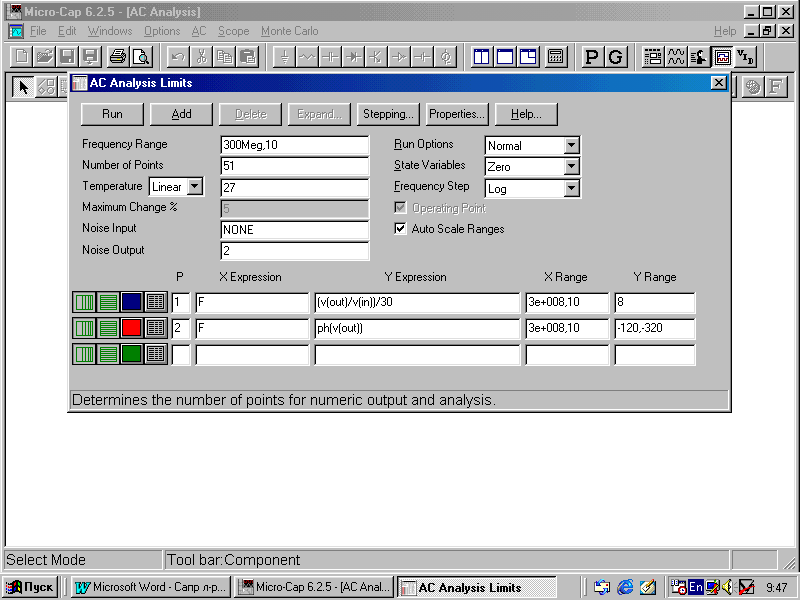 Micro-Cap 6.2.5 - [AC Analysis]
File Edit Windows Options AC Scope Monte Carlo Help
P G
F
AC Analysis Limits
Run Add Delete Expand... Stepping... Properties... Help...
Frequency Range 300Meg,10 Run Options Normal
Number of Points 51 State Variables Zero
Temperature Linear 27 Frequency Step Log
Maximum Change % 5 Operating Point
Noise Input NONE Auto Scale Ranges
Noise Output 2
P X Expression Y Expression X Range Y Range
1 F (v(out)/v(in))/30 3e+008,10 8
2 F ph(v(out)) 3e+008,10 -120,-320
Determines the number of points for numeric output and analysis.
Select Mode Tool bar:Component
Пуск Microsoft Word - Сапр л-р... Micro-Cap 6.2.5 - [AC Anal... AC Analysis Limits En 9:47